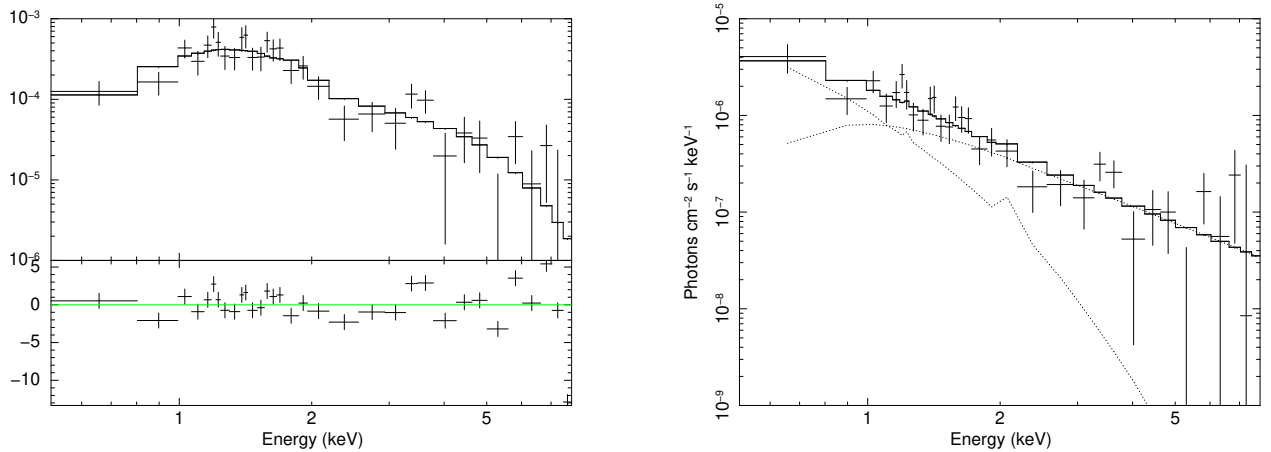 10⁻³
10⁻⁴
10⁻⁵
10⁻⁶
5
0
−5
−10
1 2 5
Energy (keV)
10⁻⁵
10⁻⁶
10⁻⁷
10⁻⁸
10⁻⁹
Photons cm⁻² s⁻¹ keV⁻¹
1 2 5
Energy (keV)